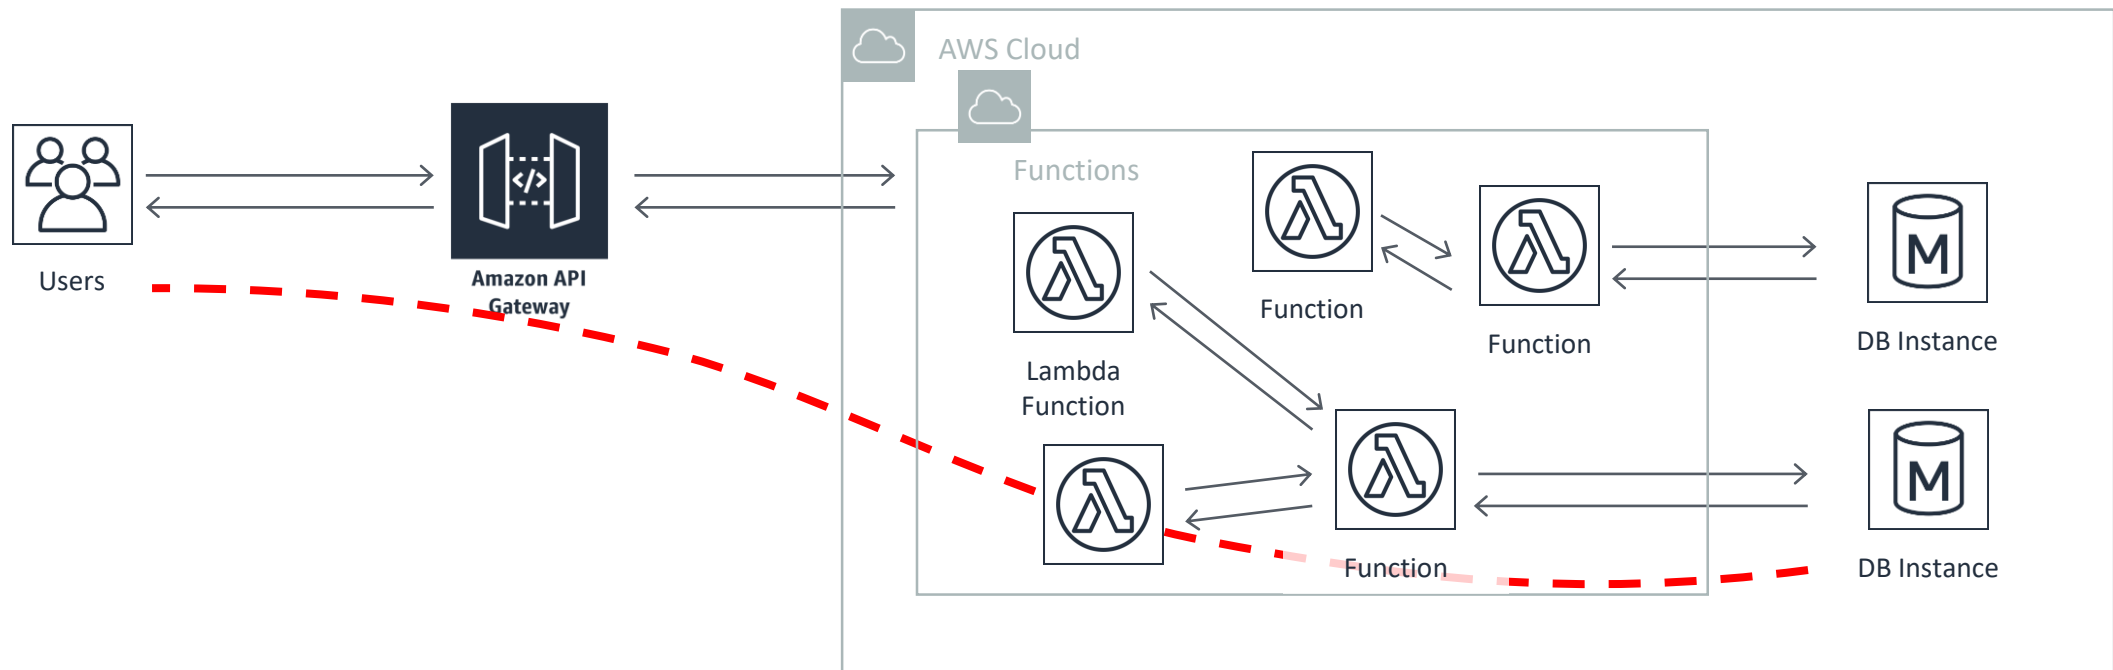 AWS Cloud
Functions
Users
Amazon API
Gateway
</>
Lambda
Function
Function
Function
Function
M
DB Instance
M
DB Instance